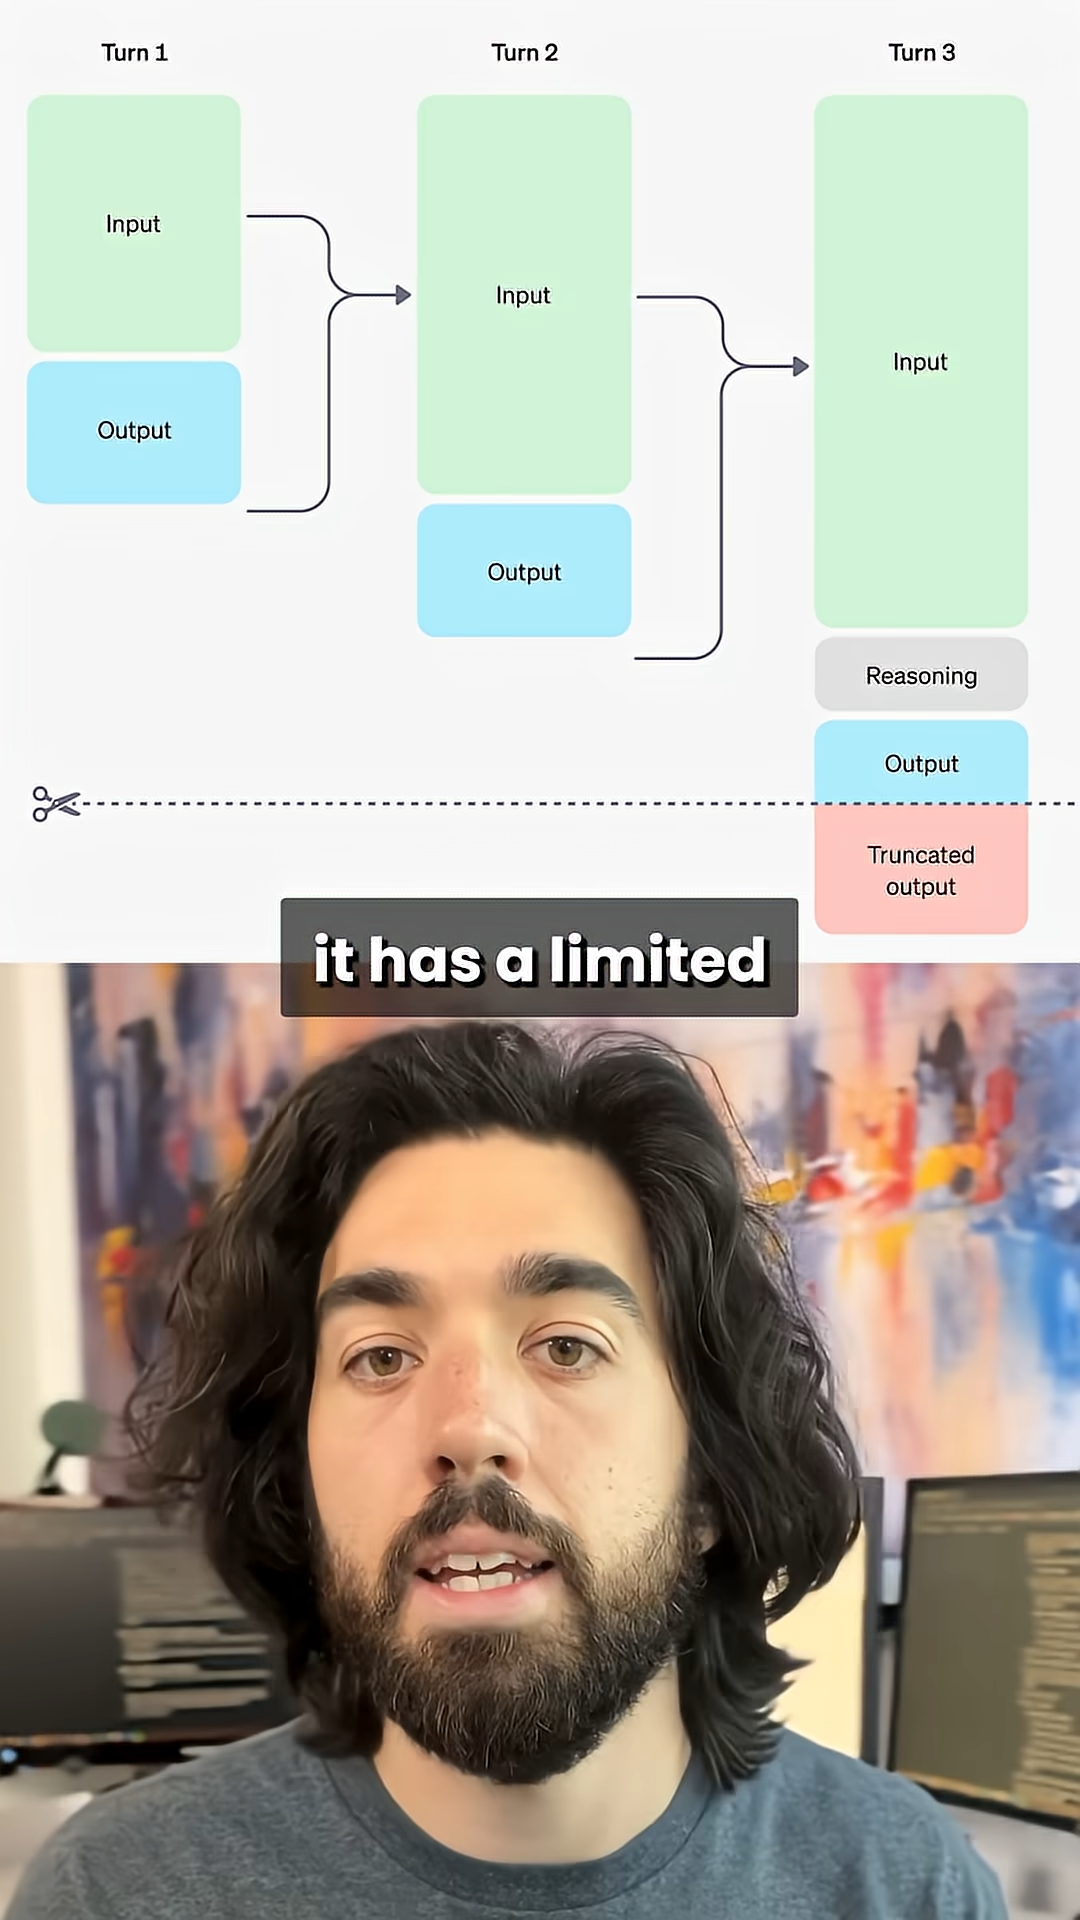 Turn 1
Turn 2
Turn 3
Input
Input
Input
Output
Output
Reasoning
Output
Truncated
output
it has a limited